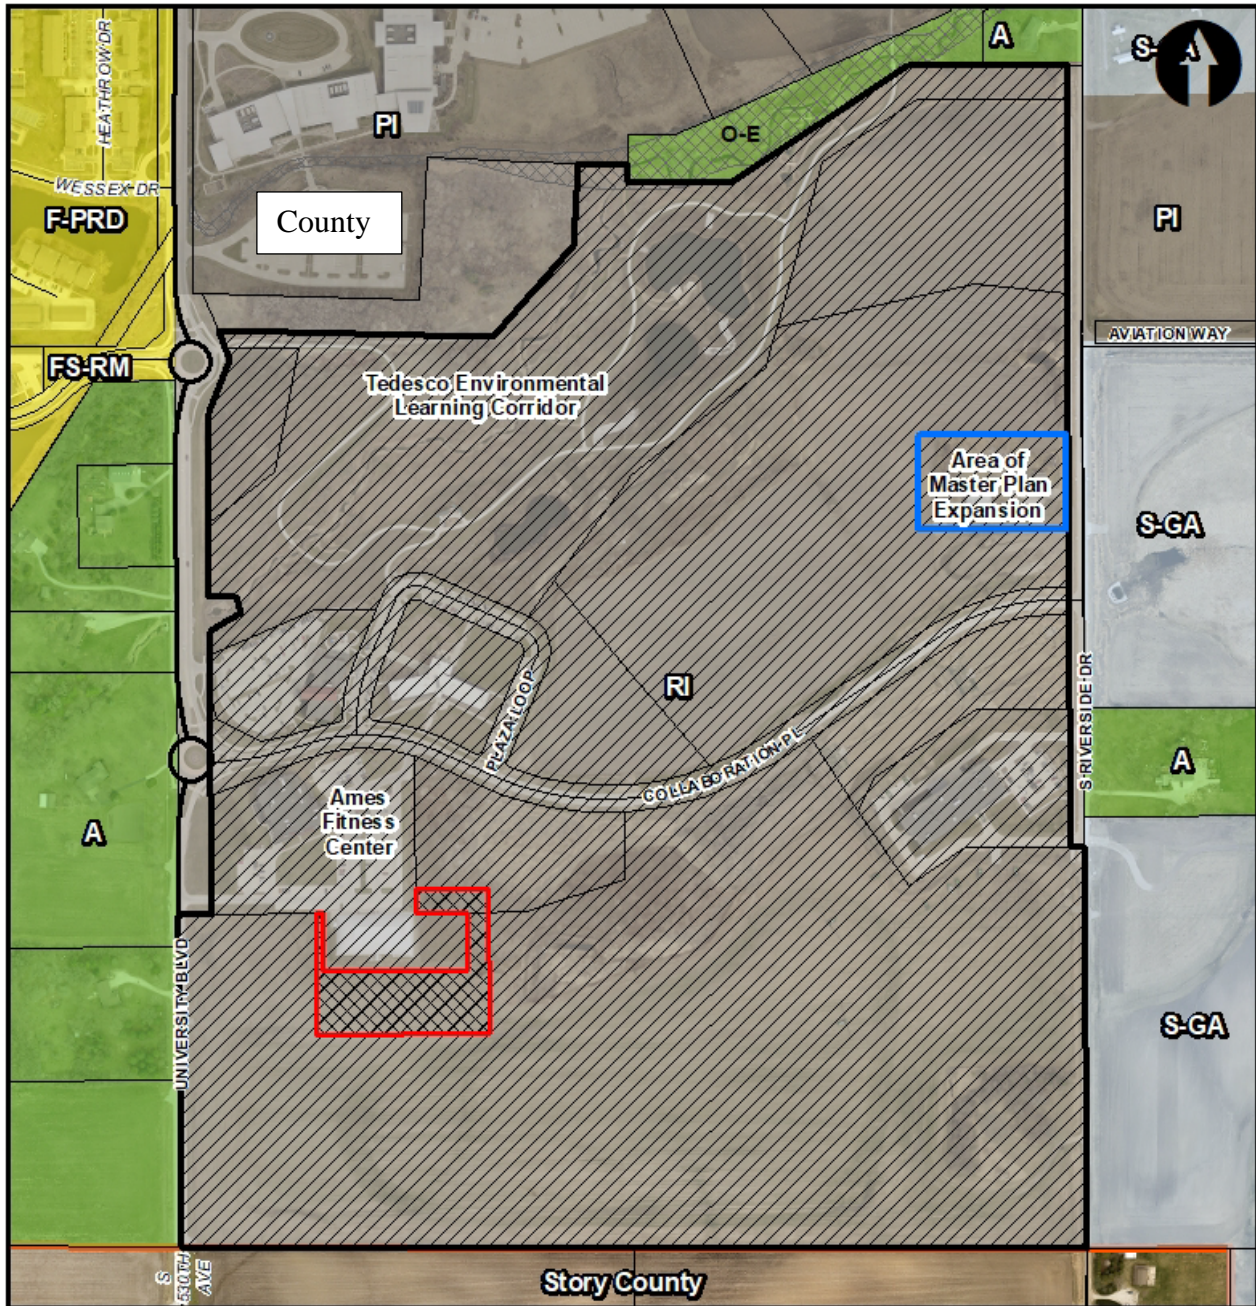 HEATHROW DR
A
S-GA
PI
O-E
WESSEX DR
F-PRD
County
PI
AVIATION WAY
FS-RM
Tedesco Environmental
Learning Corridor
Area of
Master Plan
Expansion
S-GA
RI
PLAZA LOOP
COLLABORATION PL
S RIVERSIDE DR
A
Ames
Fitness
Center
A
UNIVERSITY BLVD
S-GA
S
530TH
AVE
Story County